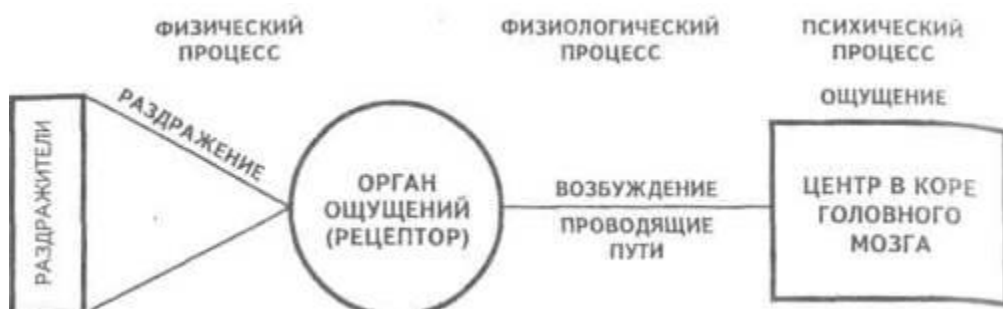 ФИЗИЧЕСКИЙ
ПРОЦЕСС
ФИЗИОЛОГИЧЕСКИЙ
ПРОЦЕСС
ПСИХИЧЕСКИЙ
ПРОЦЕСС
ОЩУЩЕНИЕ
РАЗДРАЖИТЕЛИ
РАЗДРАЖЕНИЕ
ОРГАН
ОЩУЩЕНИЙ
(РЕЦЕПТОР)
ВОЗБУЖДЕНИЕ
ПРОВОДЯЩИЕ
ПУТИ
ЦЕНТР В КОРЕ
ГОЛОВНОГО
МОЗГА